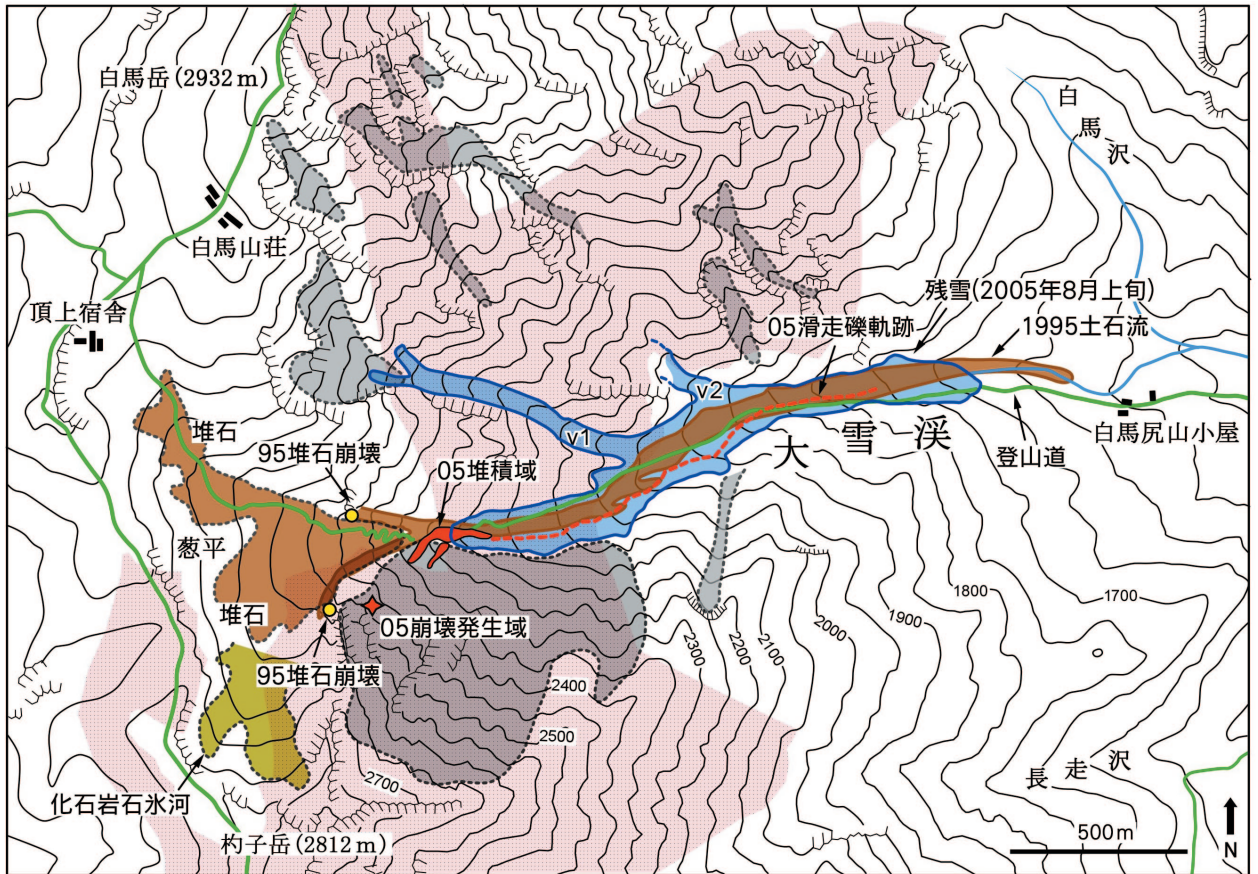 白馬岳(2932m)
白馬沢
白馬山荘
残雪(2005年8月上旬)
頂上宿舎
05滑走礫軌跡
1995土石流
v2
v1
堆石
95堆石崩壊
大雪渓
登山道
白馬尻山小屋
05堆積域
葱平
堆石
05崩壊発生域
95堆石崩壊
1800
1700
1900
2000
2100
2200
2300
2400
2500
2700
化石岩石氷河
長走沢
杓子岳(2812m)
500m
N